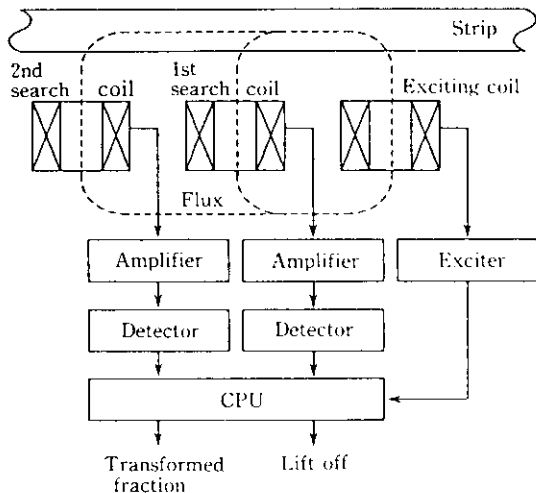 Strip
2nd search coil
1st search coil
Exciting coil
Flux
Amplifier
Amplifier
Exciter
Detector
Detector
CPU
Transformed fraction
Lift off